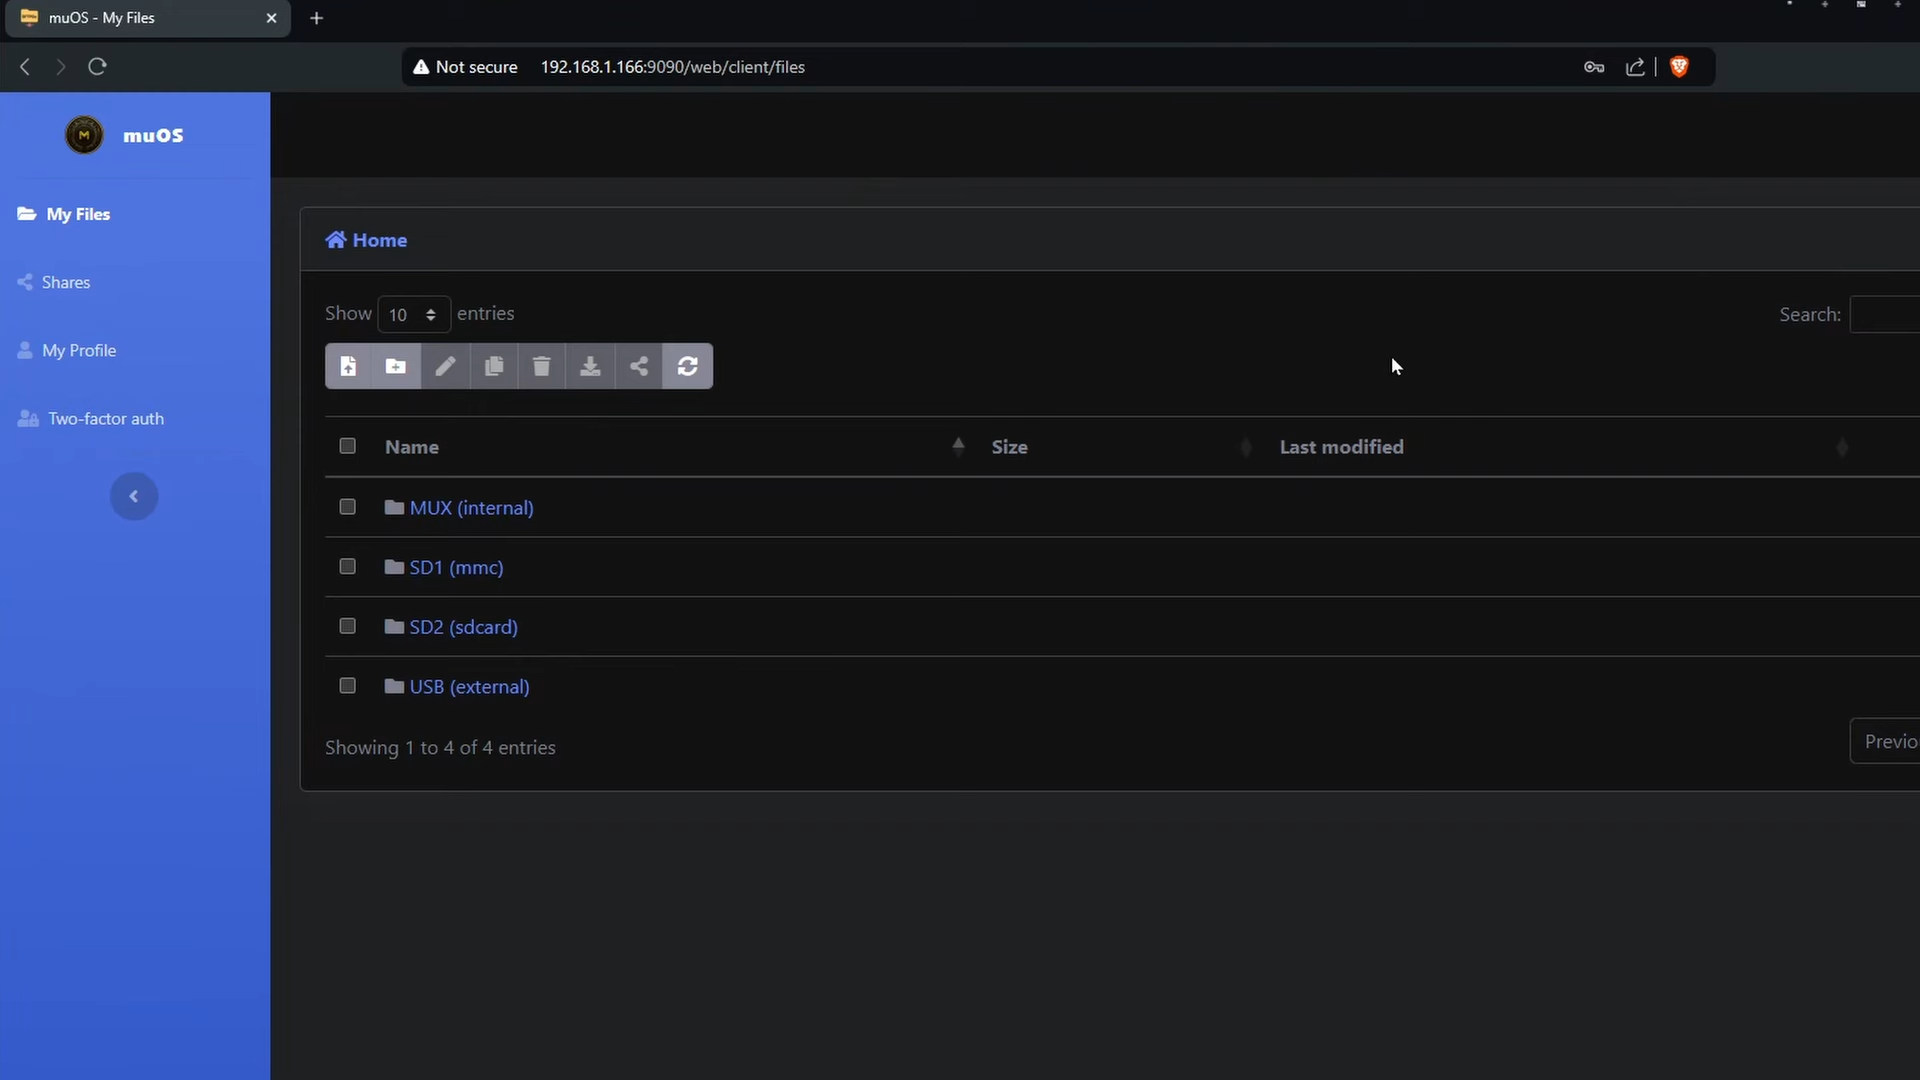 muOS - My Files
Not secure 192.168.1.166:9090/web/client/files
muOS
My Files
Shares
My Profile
Two-factor auth
Home
Show 10 entries
Search:
Name Size Last modified
MUX (internal)
SD1 (mmc)
SD2 (sdcard)
USB (external)
Showing 1 to 4 of 4 entries
Previo